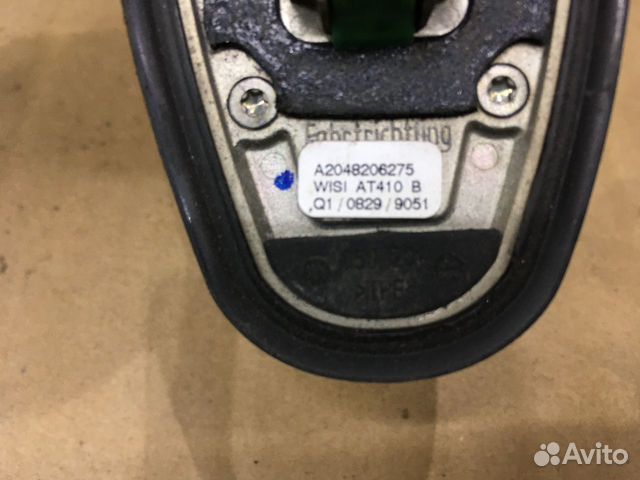 Fahrtrichtung
A2048206275
WISI AT410 B
Q1 / 0829 / 9051
Avito